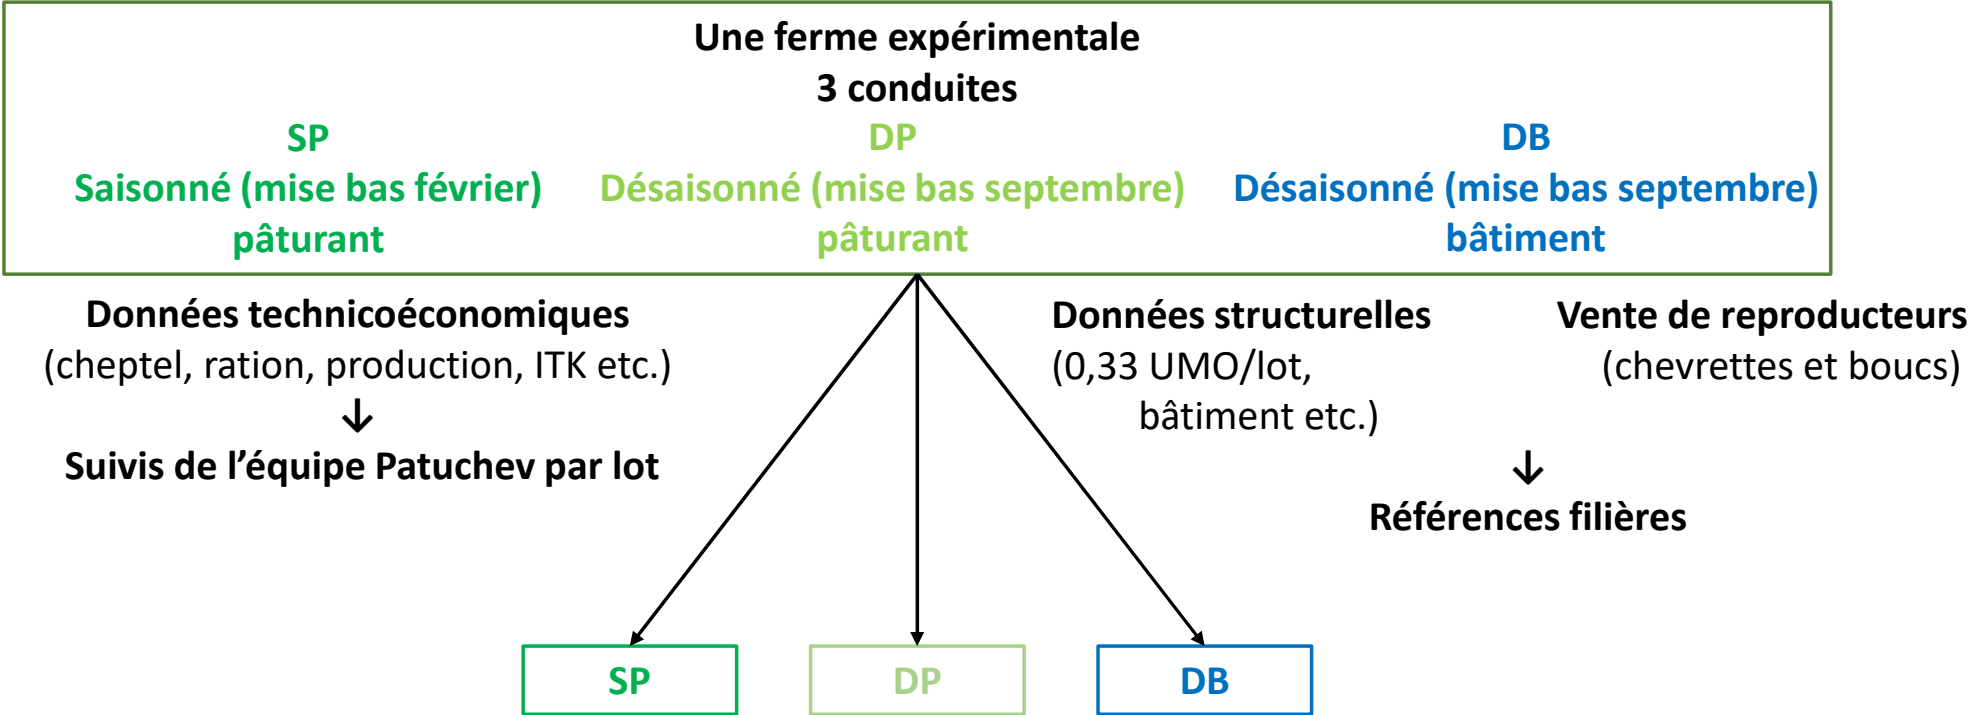 Une ferme expérimentale
3 conduites
SP
Saisonné (mise bas février)
pâturant
DP
Désaisonné (mise bas septembre)
pâturant
DB
Désaisonné (mise bas septembre)
bâtiment
Données technicoéconomiques
(cheptel, ration, production, ITK etc.)
↓
Suivis de l’équipe Patuchev par lot
Données structurelles
(0,33 UMO/lot,
bâtiment etc.)
Vente de reproducteurs
(chevrettes et boucs)
↓
Références filières
SP
DP
DB